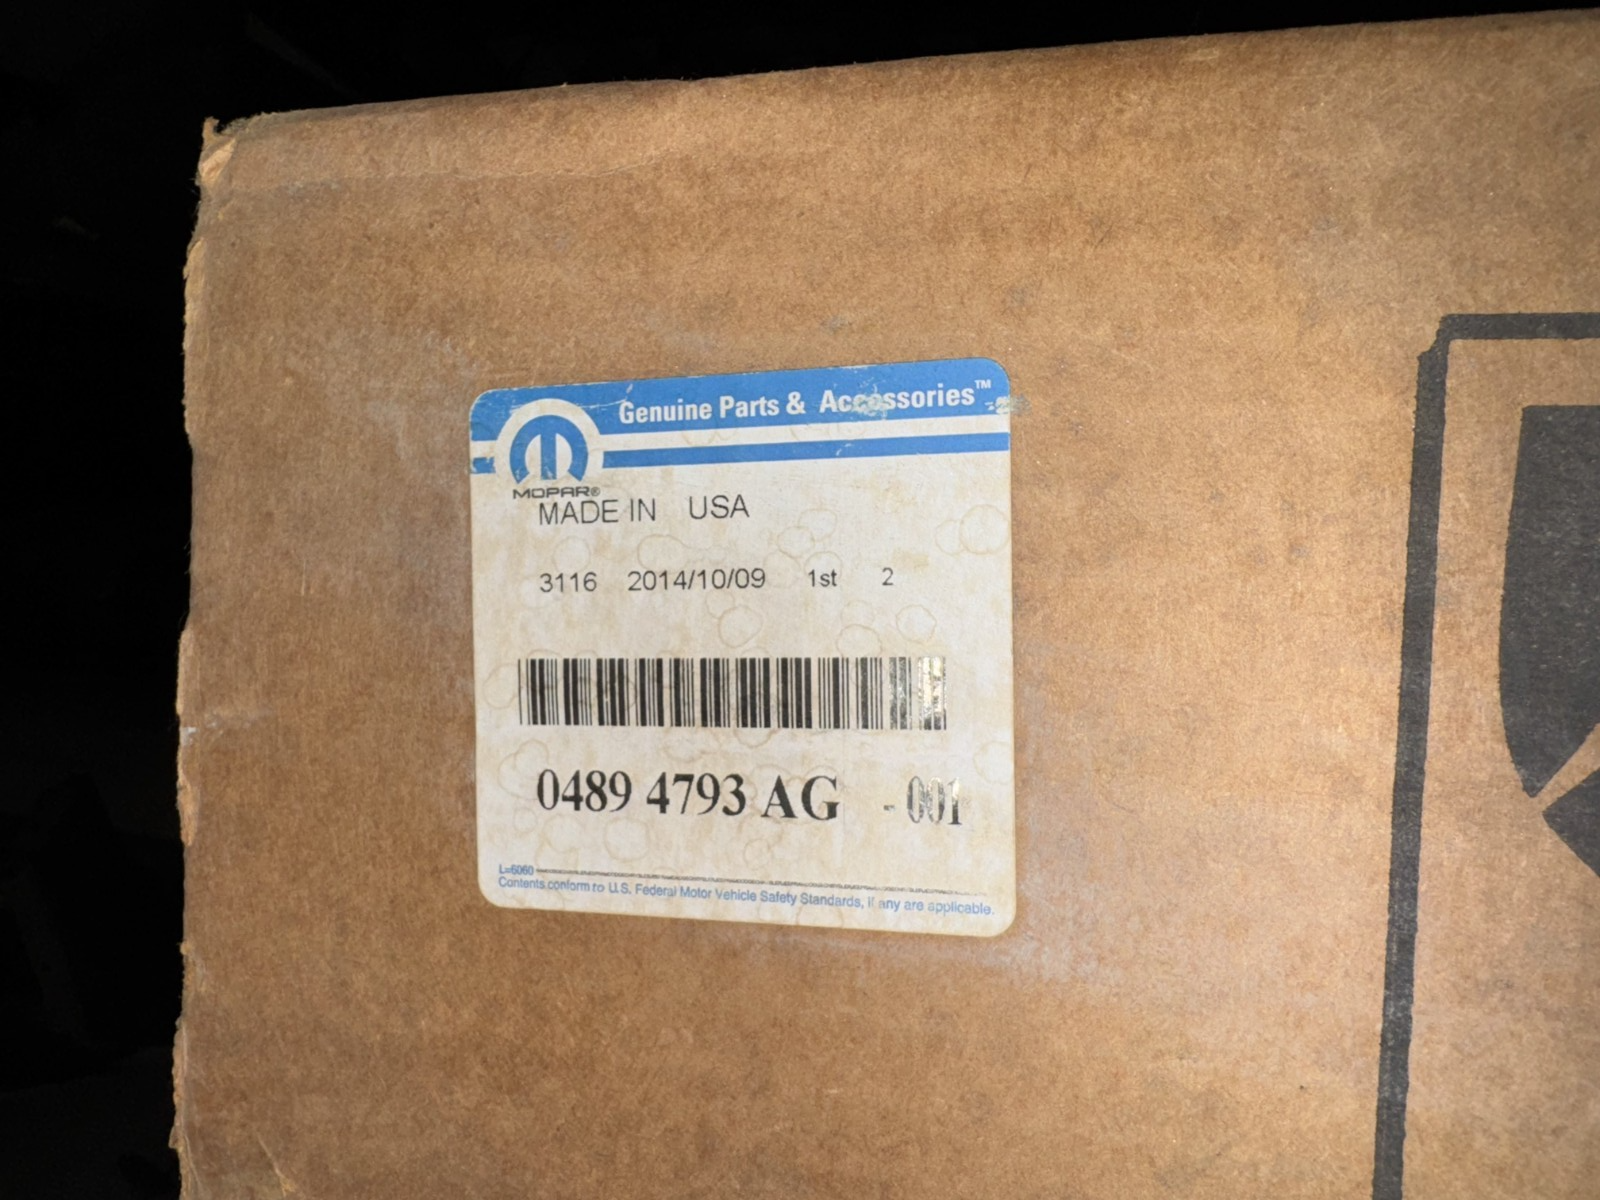 Genuine Parts & Accessories™
MOPAR®
MADE IN USA
3116 2014/10/09 1st 2
0489 4793 AG - 001
L=6060
Contents conform to U.S. Federal Motor Vehicle Safety Standards, if any are applicable.